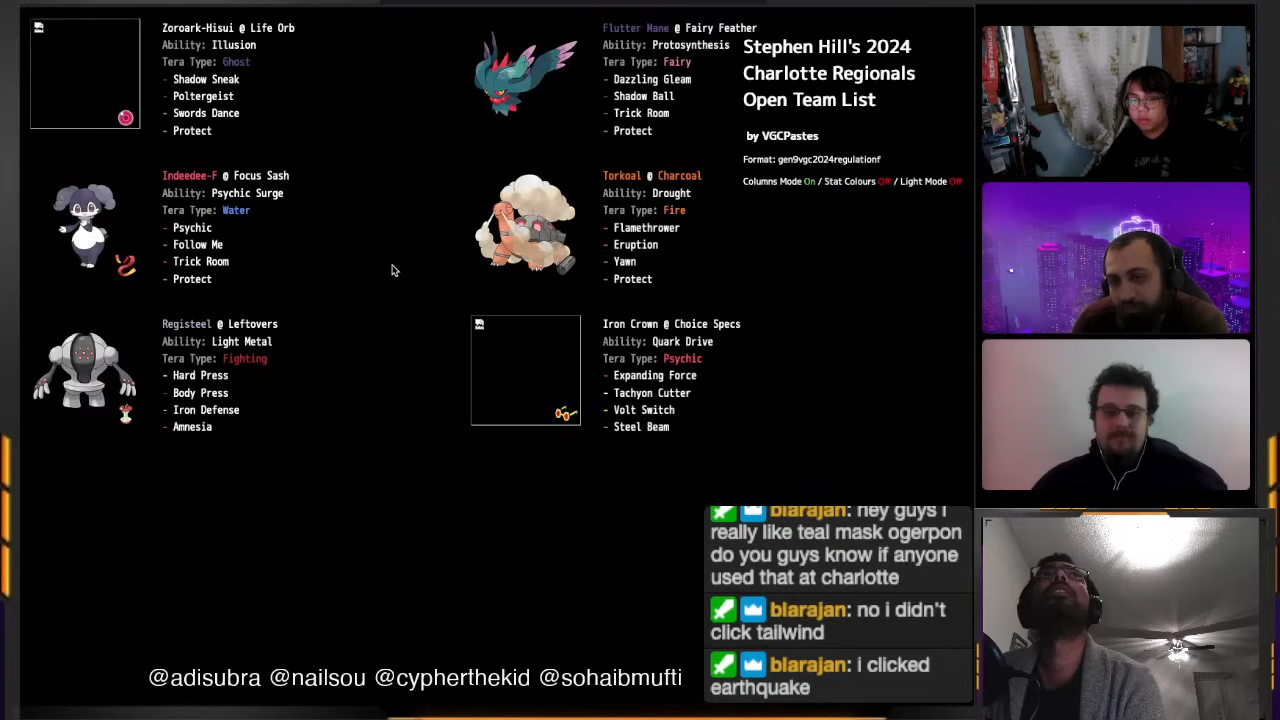 Zoroark-Hisui @ Life Orb
Ability: Illusion
Tera Type: Ghost
- Shadow Sneak
- Poltergeist
- Swords Dance
- Protect
Flutter Mane @ Fairy Feather
Ability: Protosynthesis
Tera Type: Fairy
- Dazzling Gleam
- Shadow Ball
- Trick Room
- Protect
Stephen Hill's 2024
Charlotte Regionals
Open Team List
by VGCPastes
Format: gen9vgc2024regulationf
Columns Mode On / Stat Colours Off / Light Mode Off
Indeedee-F @ Focus Sash
Ability: Psychic Surge
Tera Type: Water
- Psychic
- Follow Me
- Trick Room
- Protect
Torkoal @ Charcoal
Ability: Drought
Tera Type: Fire
- Flamethrower
- Eruption
- Yawn
- Protect
Registeel @ Leftovers
Ability: Light Metal
Tera Type: Fighting
- Hard Press
- Body Press
- Iron Defense
- Amnesia
Iron Crown @ Choice Specs
Ability: Quark Drive
Tera Type: Psychic
- Expanding Force
- Tachyon Cutter
- Volt Switch
- Steel Beam
blarajan: hey guys i
really like teal mask ogerpon
do you guys know if anyone
used that at charlotte
blarajan: no i didn't
click tailwind
blarajan: i clicked
earthquake
@adisubra @nailsou @cypherthekid @sohaibmufti